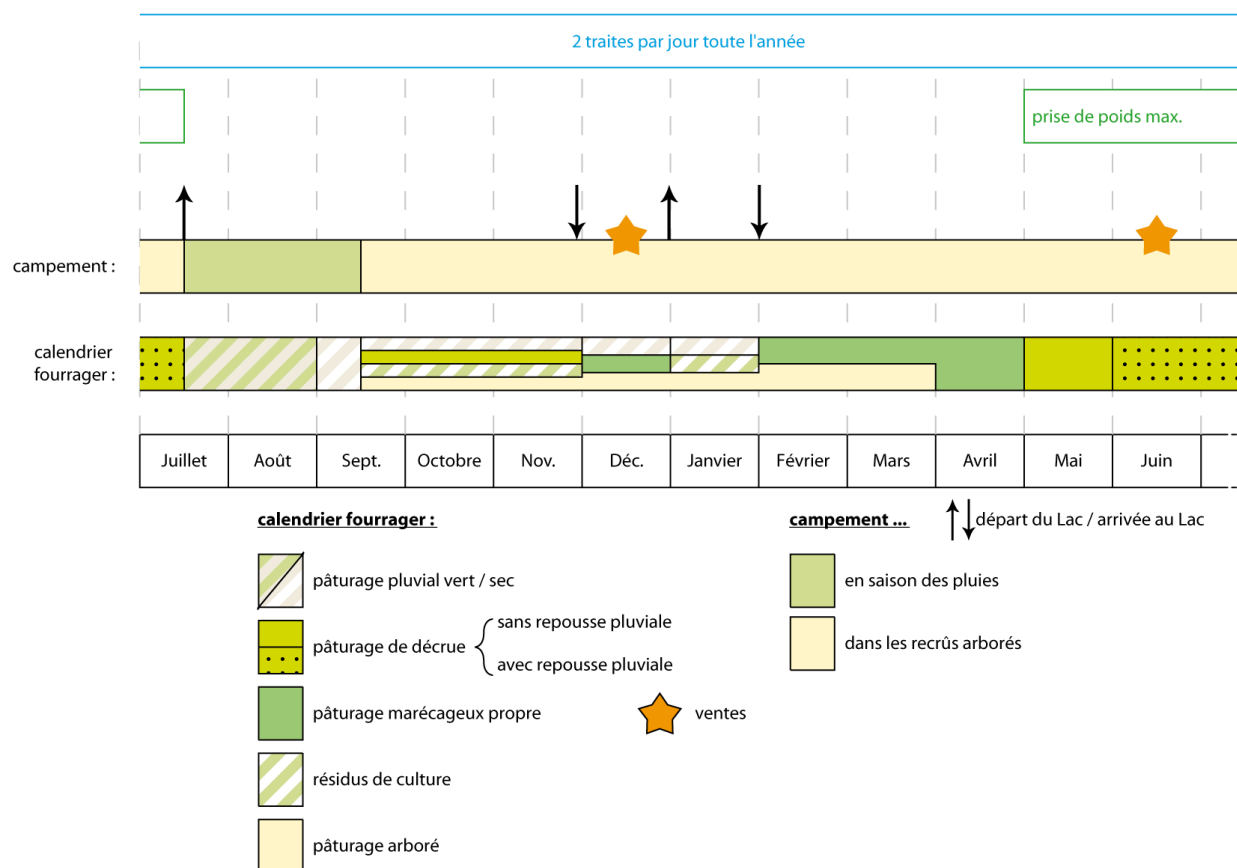 2 traites par jour toute l'année
prise de poids max.
campement :
calendrier
fourrager :
Juillet
Août
Sept.
Octobre
Nov.
Déc.
Janvier
Février
Mars
Avril
Mai
Juin
calendrier fourrager :
pâturage pluvial vert / sec
pâturage de décrue
sans repousse pluviale
avec repousse pluviale
pâturage marécageux propre
résidus de culture
pâturage arboré
ventes
campement ...
départ du Lac / arrivée au Lac
en saison des pluies
dans les recrûs arborés